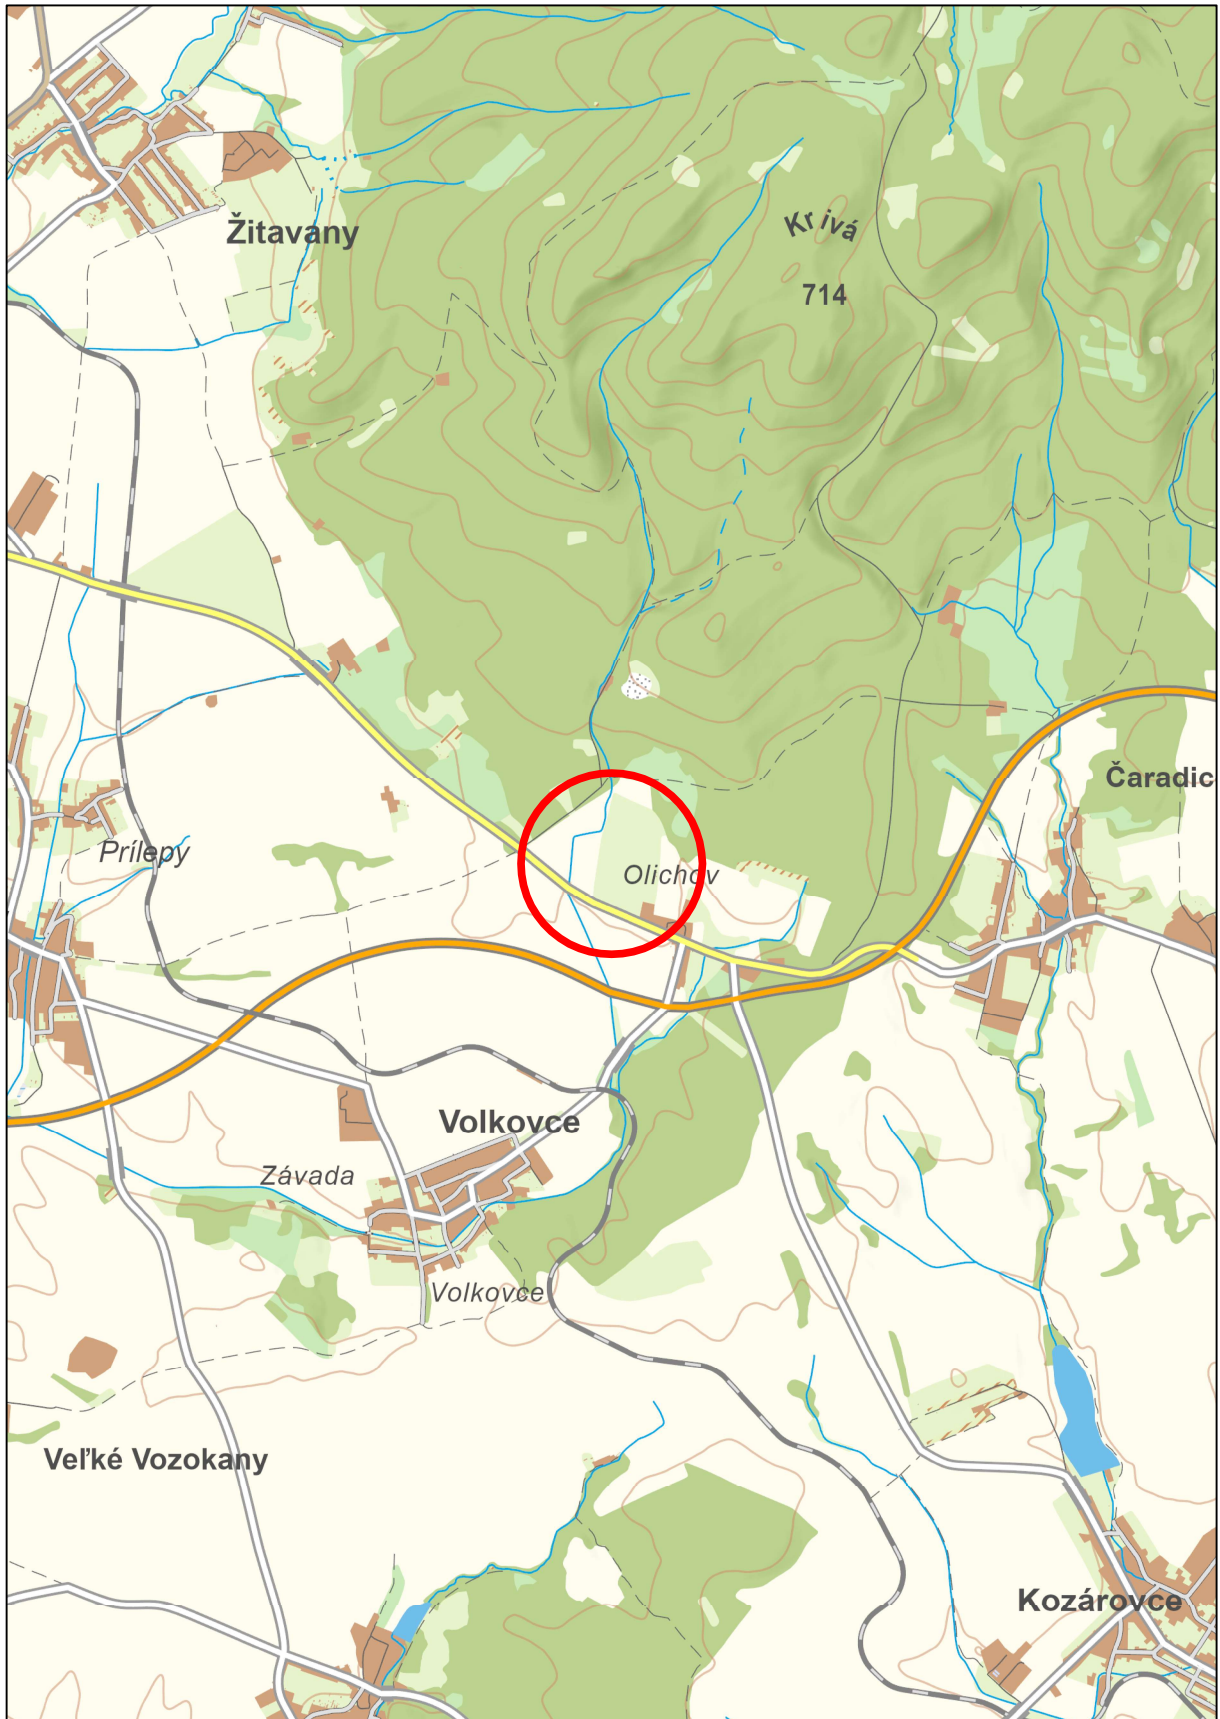 Žitavany
Krivá
714
Čaradic
Prílepy
Olichov
Volkovce
Závada
Volkovce
Veľké Vozokany
Kozárovce